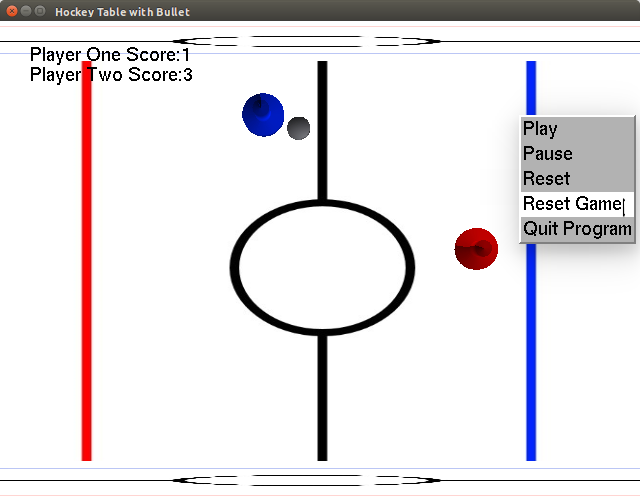 Hockey Table with Bullet
Player One Score:1
Player Two Score:3
Play
Pause
Reset
Reset Game
Quit Program